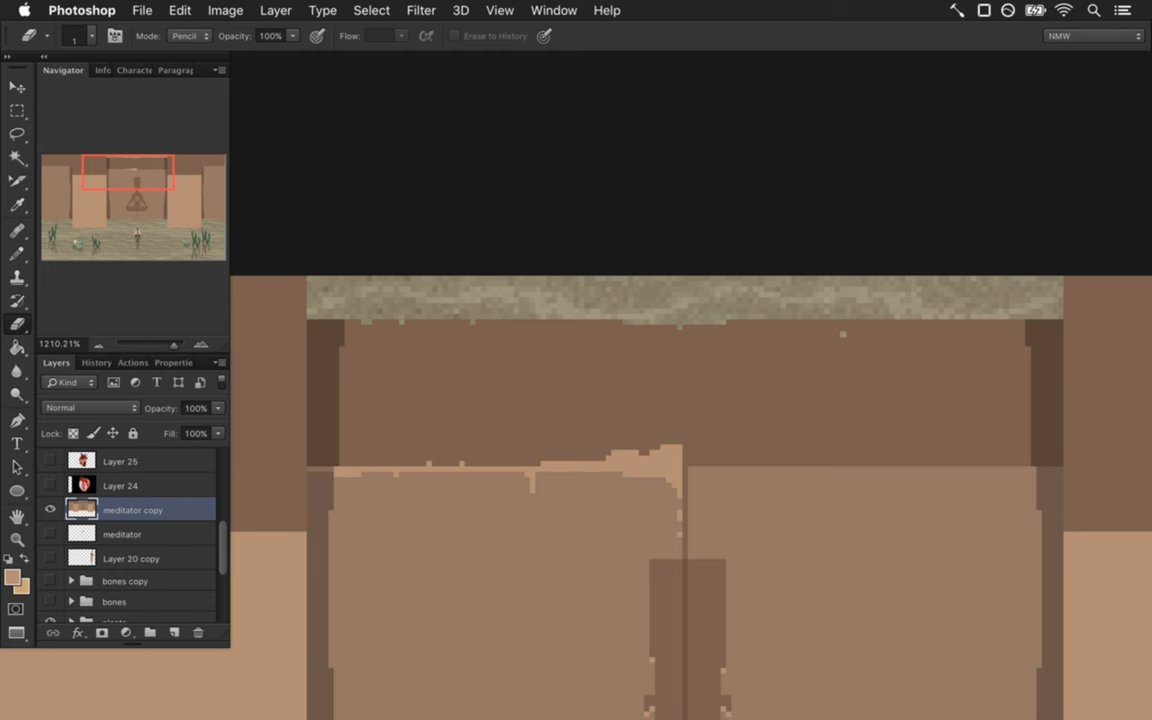 Photoshop File Edit Image Layer Type Select Filter 3D View Window Help
1 Mode: Pencil Opacity: 100% Flow: Erase to History NMW
Navigator Info Characte Paragrap
1210.21%
Layers History Actions Propertie
Kind
Normal Opacity: 100%
Lock: Fill: 100%
Layer 25
Layer 24
meditator copy
meditator
Layer 20 copy
bones copy
bones